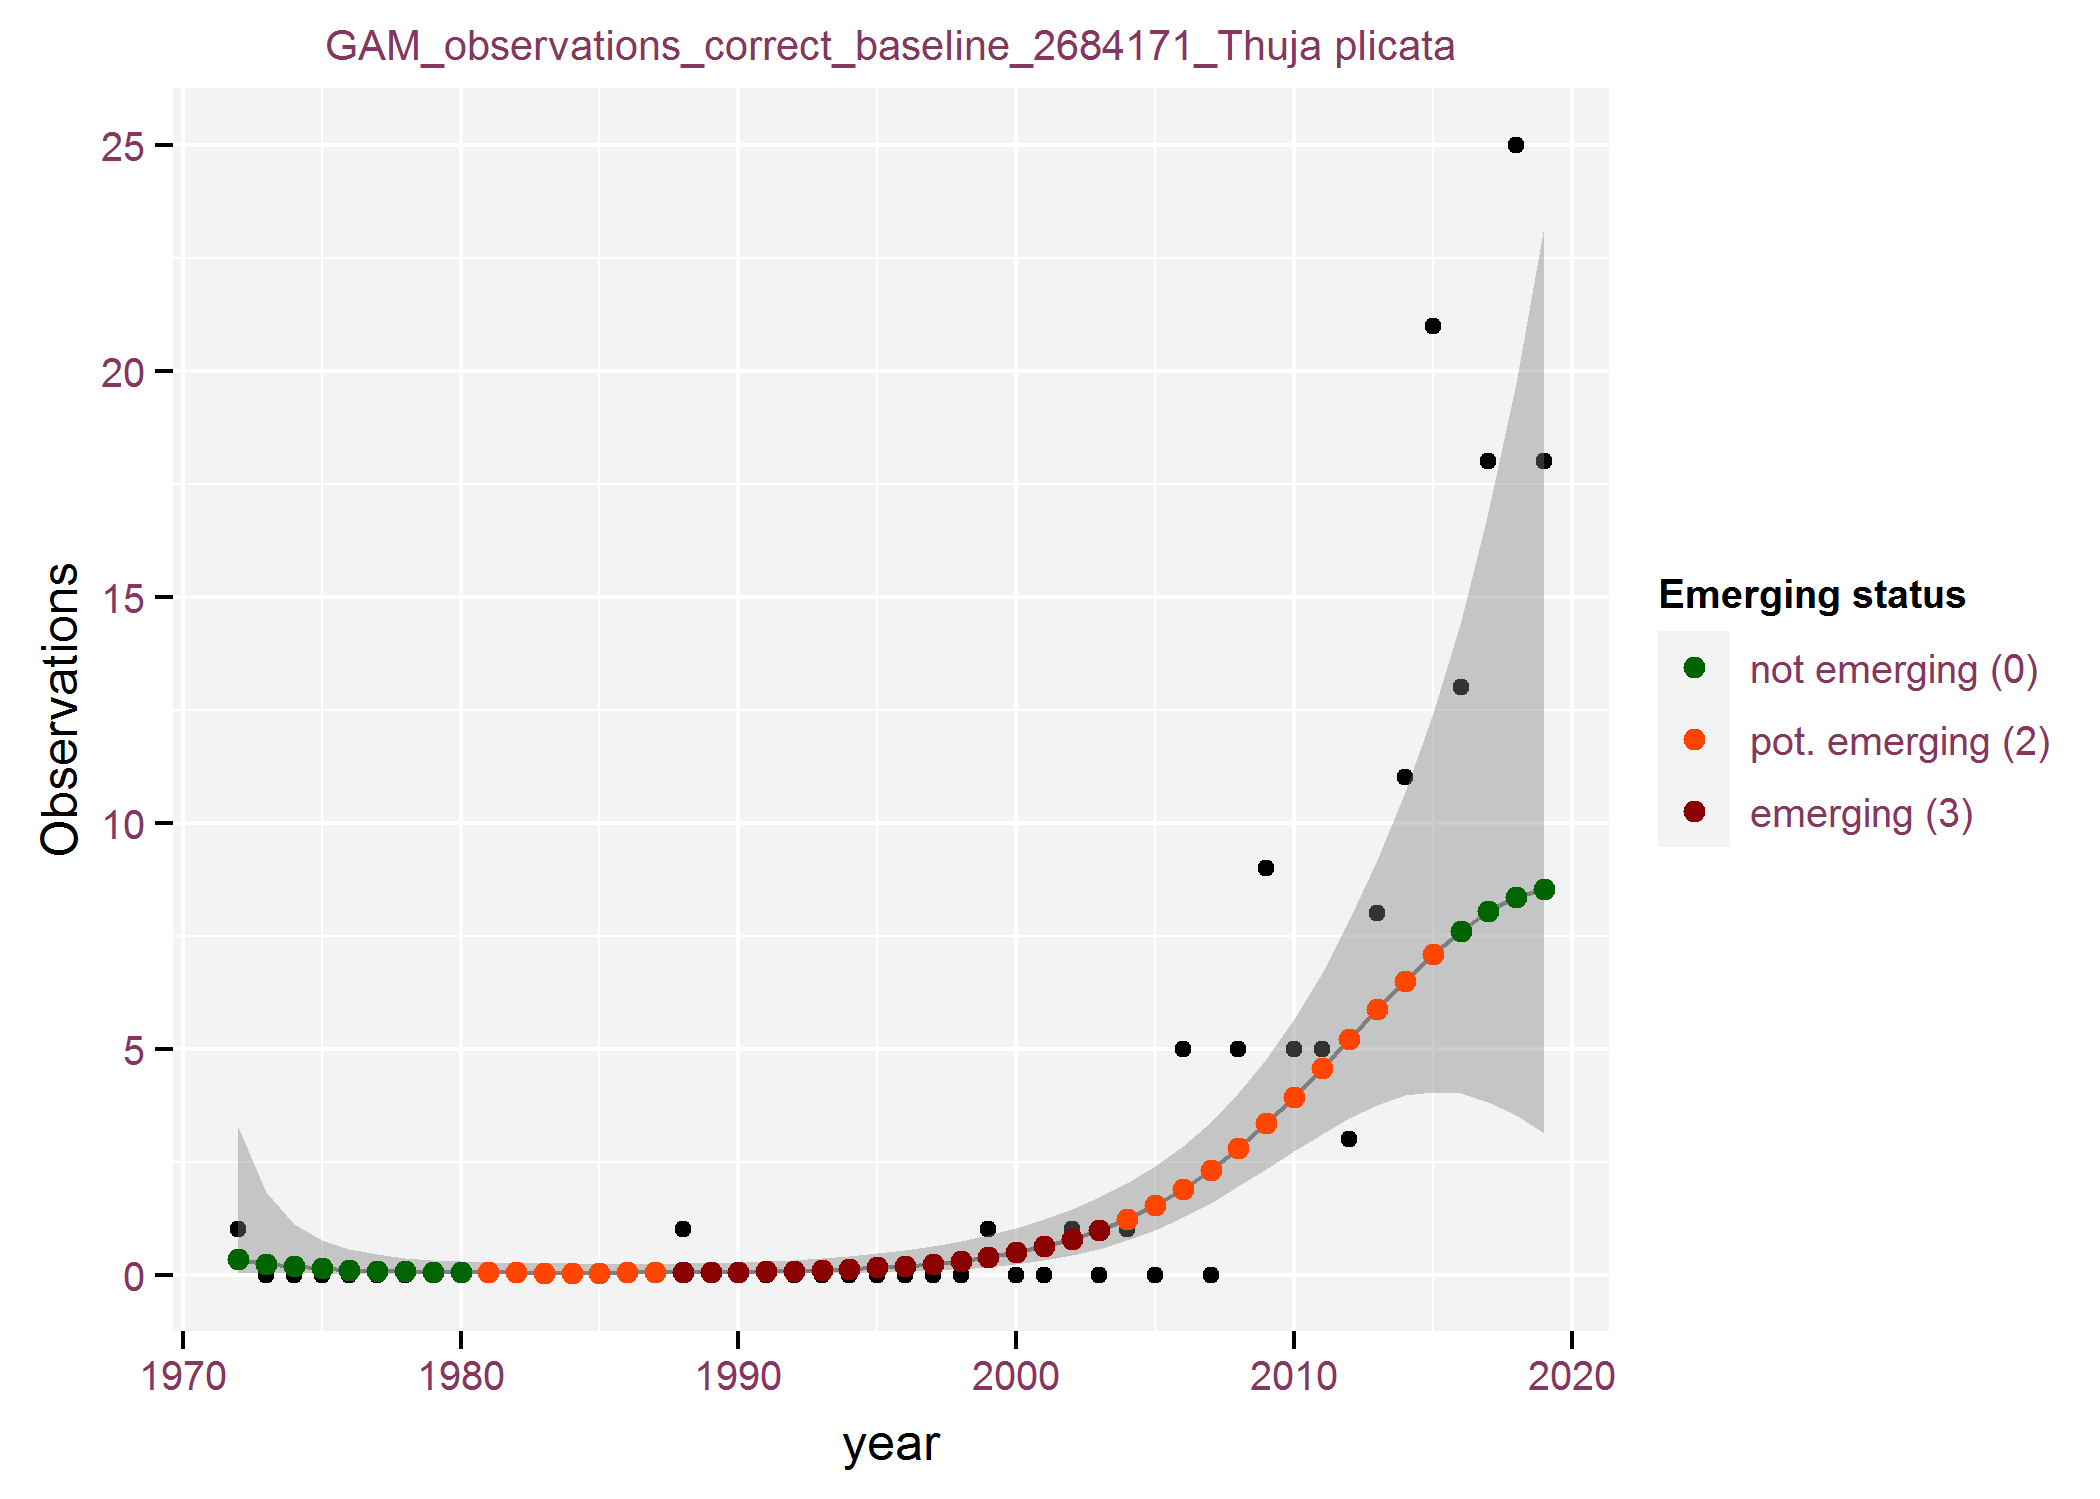 GAM_observations_correct_baseline_2684171_Thuja plicata
25
20
15
10
5
0
Observations
1970 1980 1990 2000 2010 2020
year
Emerging status
not emerging (0)
pot. emerging (2)
emerging (3)